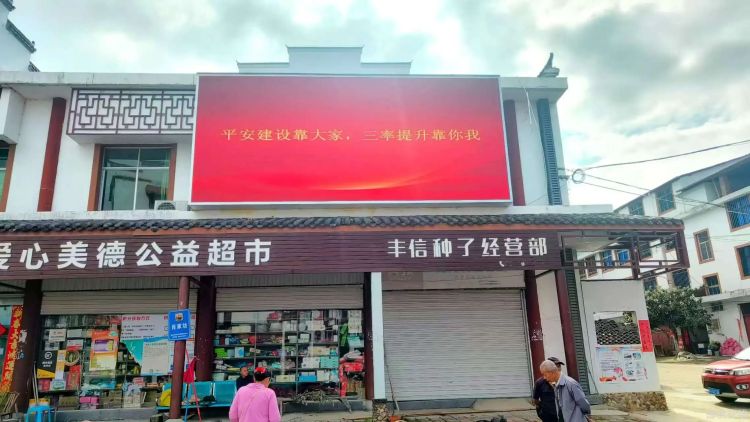 平安建设靠大家，三率提升靠你我
爱心美德公益超市
丰信种子经营部